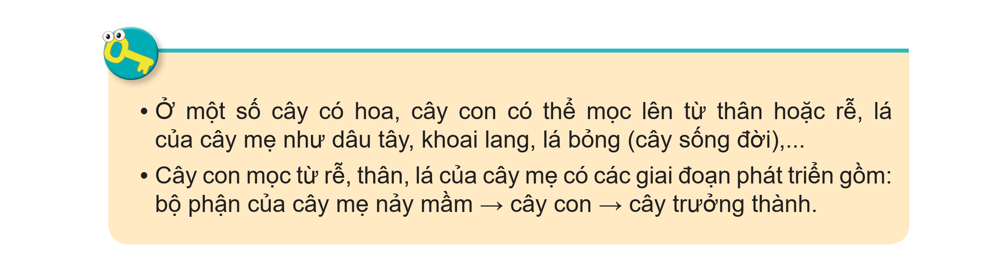 • Ở một số cây có hoa, cây con có thể mọc lên từ thân hoặc rễ, lá
của cây mẹ như dâu tây, khoai lang, lá bỏng (cây sống đời),...
• Cây con mọc từ rễ, thân, lá của cây mẹ có các giai đoạn phát triển gồm:
bộ phận của cây mẹ nảy mầm → cây con → cây trưởng thành.